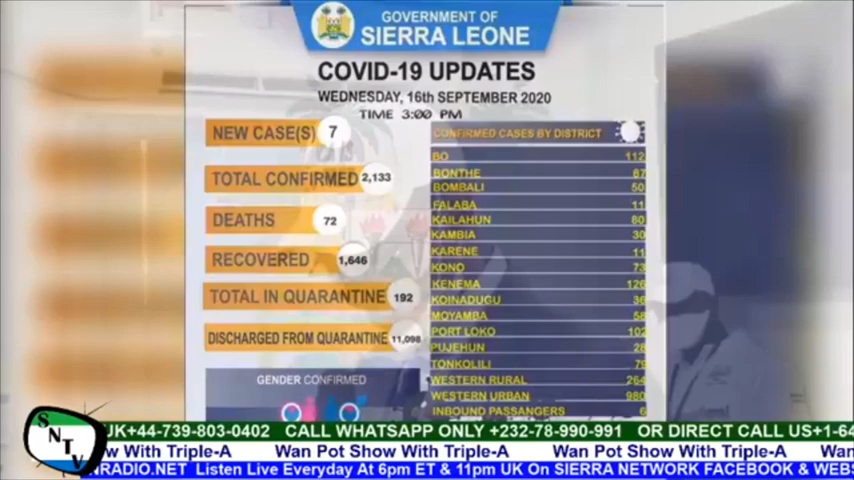 GOVERNMENT OF
SIERRA LEONE
COVID-19 UPDATES
WEDNESDAY, 16th SEPTEMBER 2020
TIME 3:00 PM
NEW CASE(S) 7
TOTAL CONFIRMED 2,133
DEATHS 72
RECOVERED 1,646
TOTAL IN QUARANTINE 192
DISCHARGED FROM QUARANTINE 11,098
GENDER CONFIRMED
CONFIRMED CASES BY DISTRICT
BO 112
BONTHE 67
BOMBALI 50
FALABA 11
KAILAHUN 80
KAMBIA 30
KARENE 11
KONO 73
KENEMA 126
KOINADUGU 36
MOYAMBA 58
PORT LOKO 102
PUJEHUN 28
TONKOLILI 79
WESTERN RURAL 264
WESTERN URBAN 980
INBOUND PASSENGERS 6
SNTV
UK+44-739-803-0402 CALL WHATSAPP ONLY +232-78-990-991 OR DIRECT CALL US+1-64
w With Triple-A Wan Pot Show With Triple-A Wan Pot Show With Triple-A Wan
NRADIO.NET Listen Live Everyday At 6pm ET & 11pm UK On SIERRA NETWORK FACEBOOK & WEBS